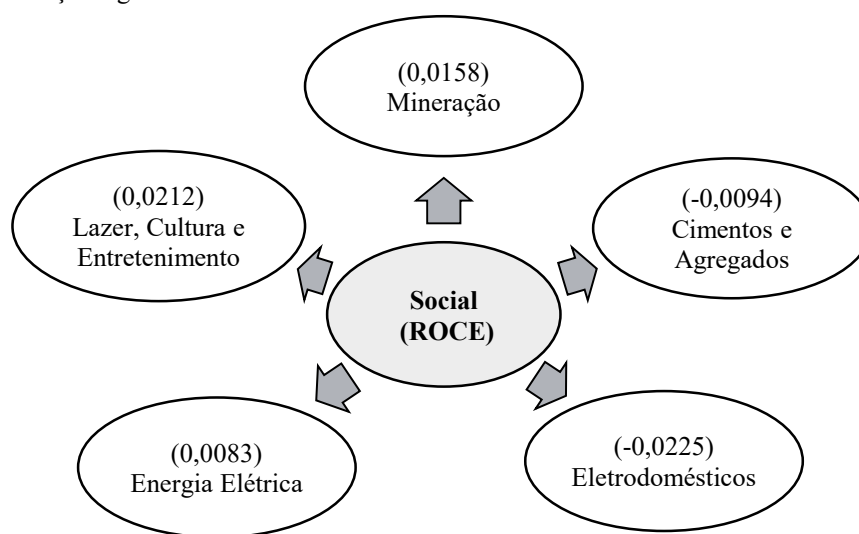 (0,0158)
Mineração
(0,0212)
Lazer, Cultura e
Entretenimento
(-0,0094)
Cimentos e
Agregados
Social
(ROCE)
(0,0083)
Energia Elétrica
(-0,0225)
Eletrodomésticos